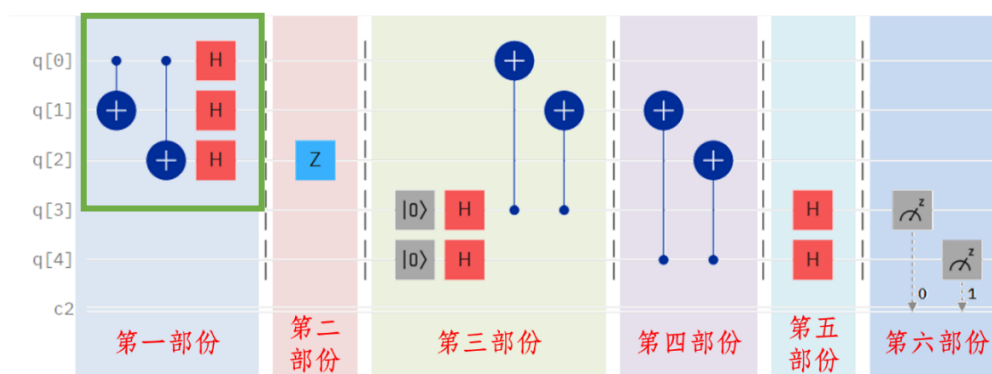 q[0] H
q[1] H
q[2] H Z
q[3] |0⟩ H H z
q[4] |0⟩ H H z
c2 0 1
第一部份 第二部份 第三部份 第四部份 第五部份 第六部份